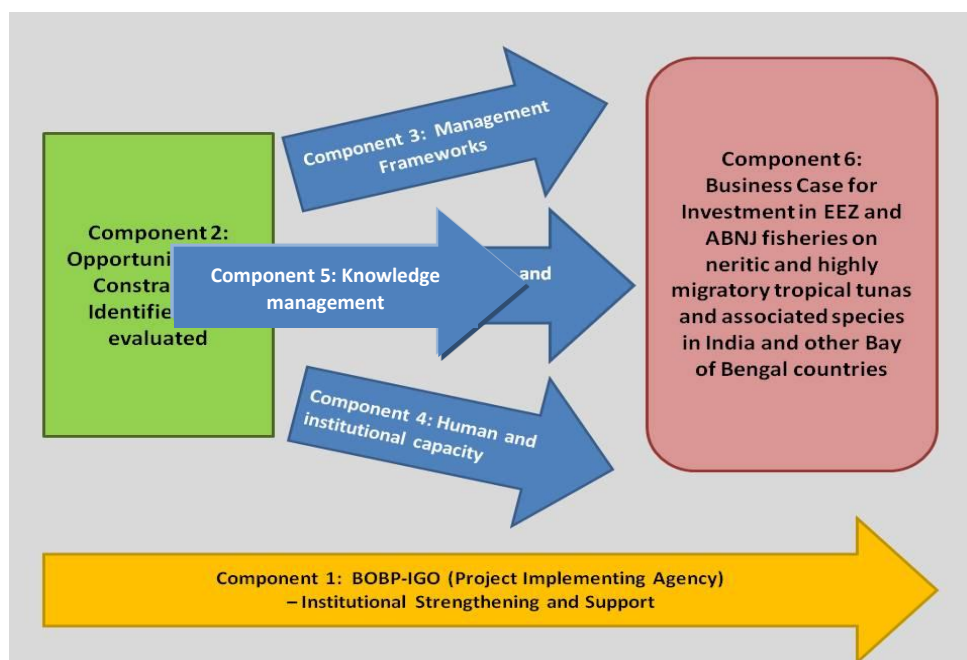 Component 3: Management
Frameworks
Component 2:
Opportuni
Constra
Identifie
evaluated
Component 5: Knowledge
management
and
Component 4: Human and
institutional capacity
Component 6:
Business Case for
Investment in EEZ and
ABNJ fisheries on
neritic and highly
migratory tropical tunas
and associated species
in India and other Bay
of Bengal countries
Component 1: BOBP-IGO (Project Implementing Agency)
– Institutional Strengthening and Support